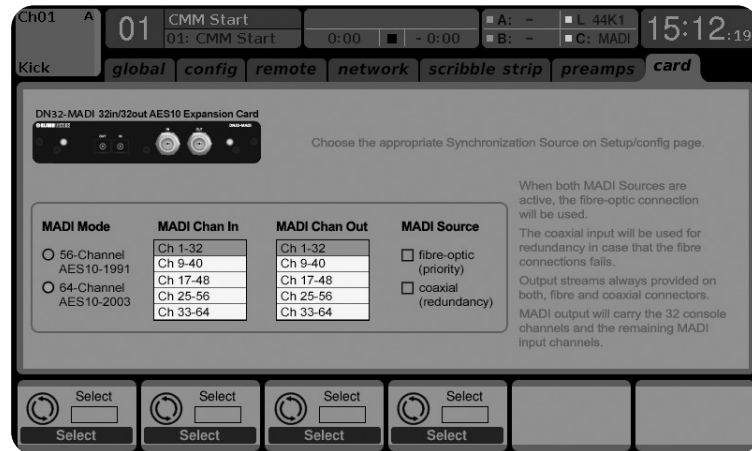 Ch01 A
Kick
01
CMM Start
01: CMM Start
0:00 - 0:00
A: -
B: -
L 44K1
C: MADI
15:12:19
global config remote network scribble strip preamps card
DN32-MADI 32in/32out AES10 Expansion Card
OUT IN IN OUT DN32-MADI
Choose the appropriate Synchronization Source on Setup/config page.
When both MADI Sources are
active, the fibre-optic connection
will be used.
The coaxial input will be used for
redundancy in case that the fibre
connections fails.
Output streams always provided on
both, fibre and coaxial connectors.
MADI output will carry the 32 console
channels and the remaining MADI
input channels.
MADI Mode
56-Channel
AES10-1991
64-Channel
AES10-2003
MADI Chan In
Ch 1-32
Ch 9-40
Ch 17-48
Ch 25-56
Ch 33-64
MADI Chan Out
Ch 1-32
Ch 9-40
Ch 17-48
Ch 25-56
Ch 33-64
MADI Source
fibre-optic
(priority)
coaxial
(redundancy)
Select
Select
Select
Select
Select
Select
Select
Select